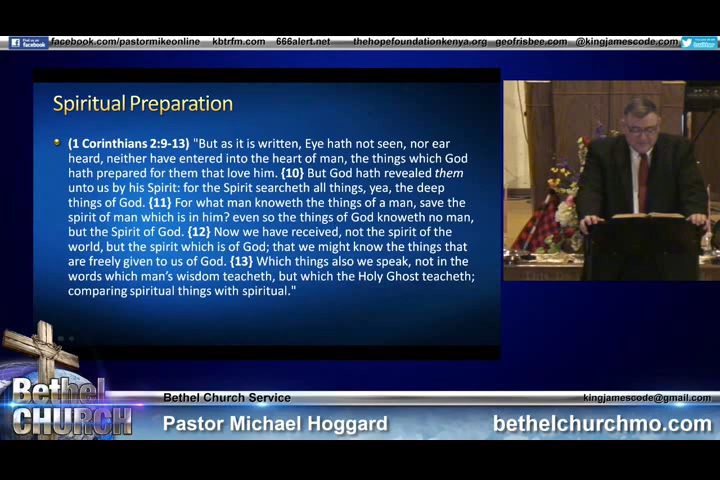 Find us on facebook
facebook.com/pastormikeonline kbtrfm.com 666alert.net thehopefoundationkenya.org geofrisbee.com @kingjamescode.com
Spiritual Preparation
(1 Corinthians 2:9-13) "But as it is written, Eye hath not seen, nor ear
heard, neither have entered into the heart of man, the things which God
hath prepared for them that love him. {10} But God hath revealed them
unto us by his Spirit: for the Spirit searcheth all things, yea, the deep
things of God. {11} For what man knoweth the things of a man, save the
spirit of man which is in him? even so the things of God knoweth no man,
but the Spirit of God. {12} Now we have received, not the spirit of the
world, but the spirit which is of God; that we might know the things that
are freely given to us of God. {13} Which things also we speak, not in the
words which man's wisdom teacheth, but which the Holy Ghost teacheth;
comparing spiritual things with spiritual."
Bethel
CHURCH
Bethel Church Service kingjamescode@gmail.com
Pastor Michael Hoggard bethelchurchmo.com